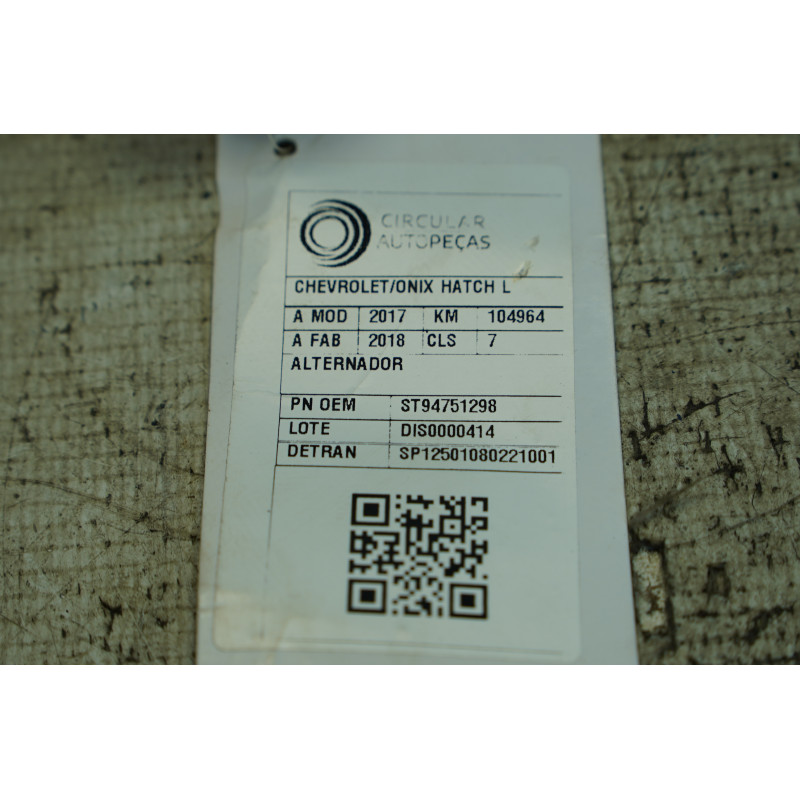 CIRCULAR
AUTOPEÇAS
CHEVROLET/ONIX HATCH L
A MOD 2017 KM 104964
A FAB 2018 CLS 7
ALTERNADOR
PN OEM ST94751298
LOTE DIS0000414
DETRAN SP12501080221001